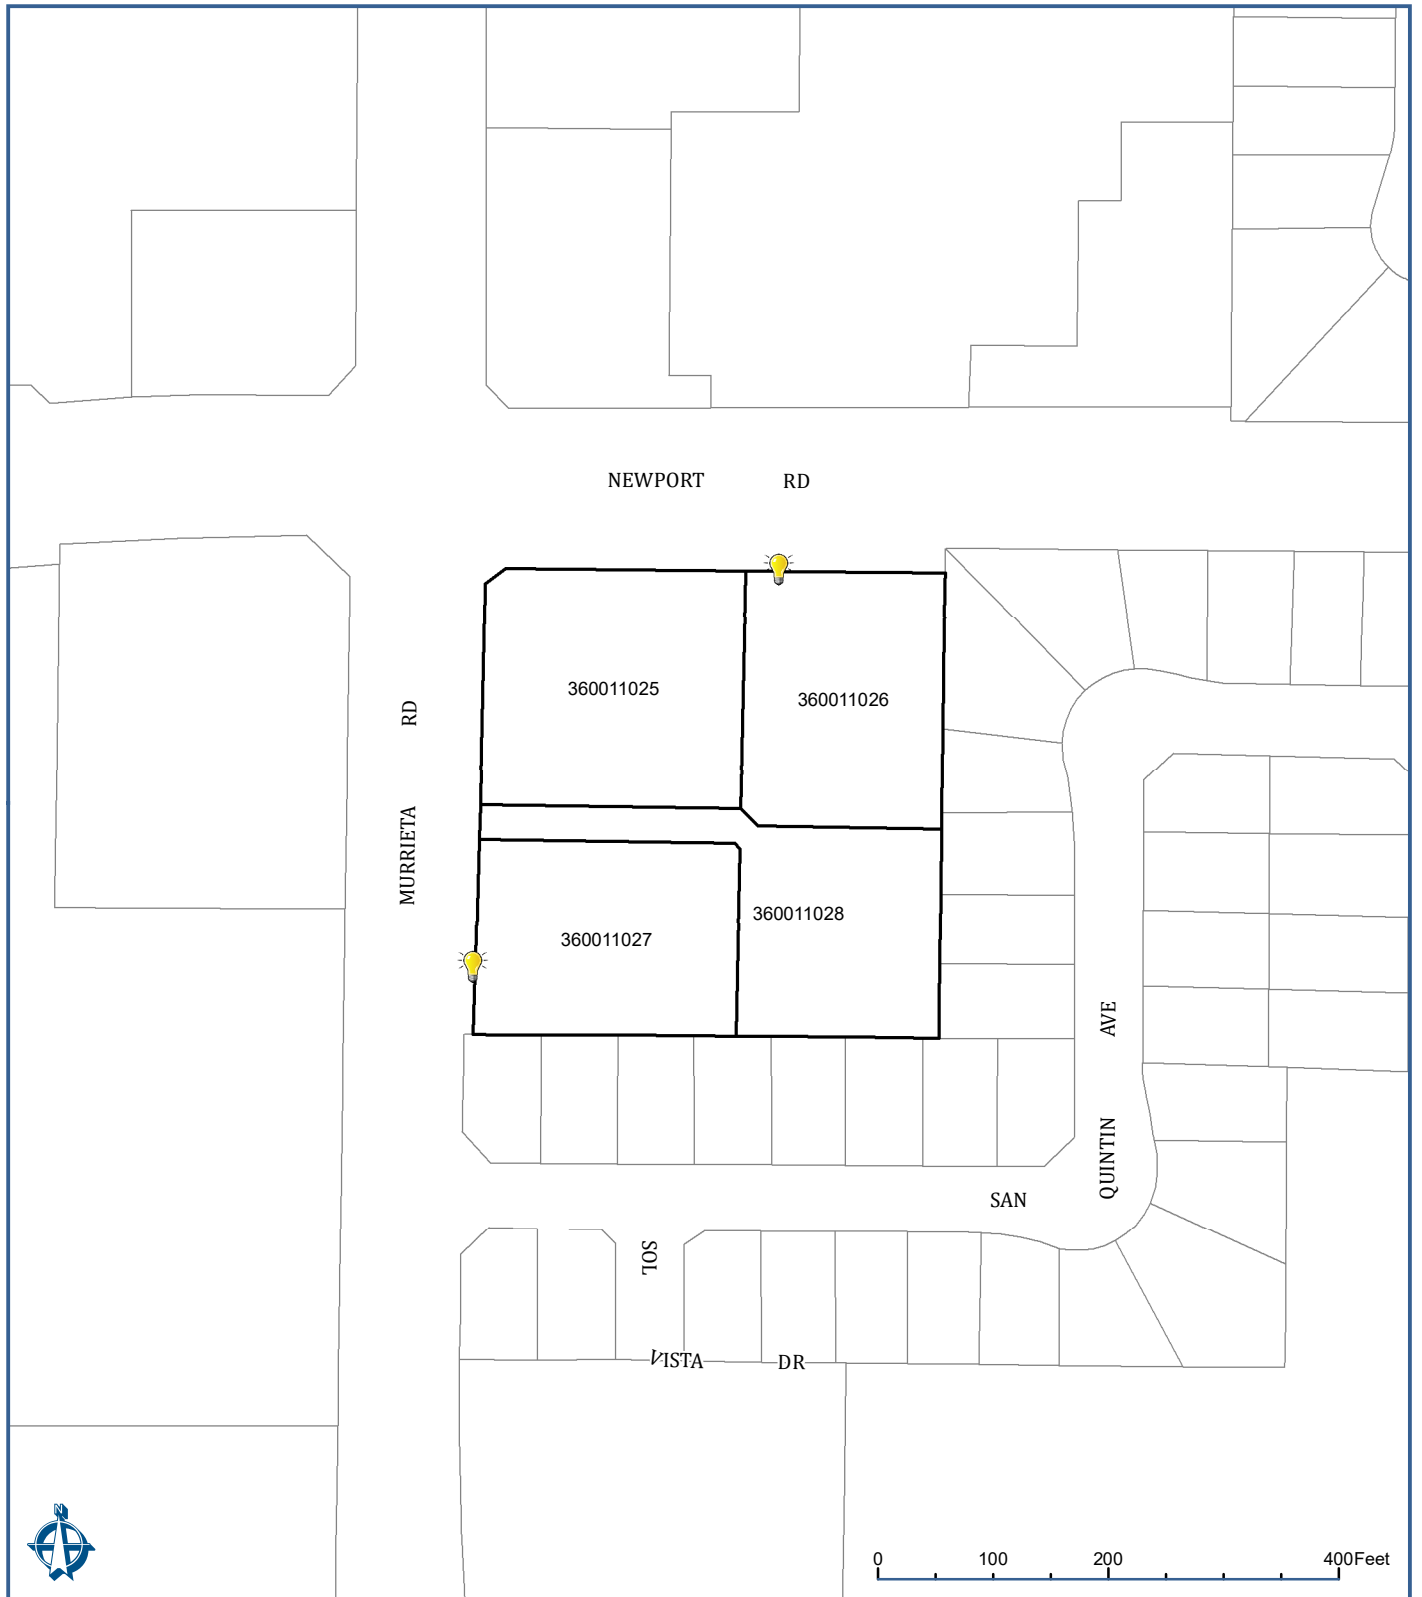 NEWPORT RD
360011025
360011026
MURRIETA RD
360011028
360011027
SAN QUINTIN AVE
SOL VISTA DR
N
0 100 200 400Feet